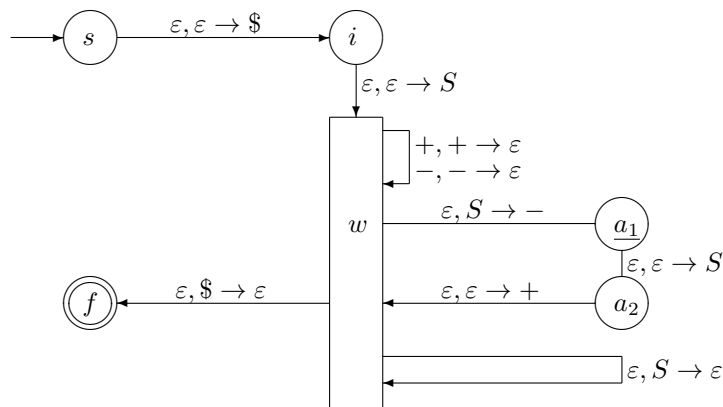 s
ε, ε → $
i
ε, ε → S
+, + → ε
−, − → ε
w
ε, S → −
a₁
ε, ε → S
f
ε, $ → ε
ε, ε → +
a₂
ε, S → ε